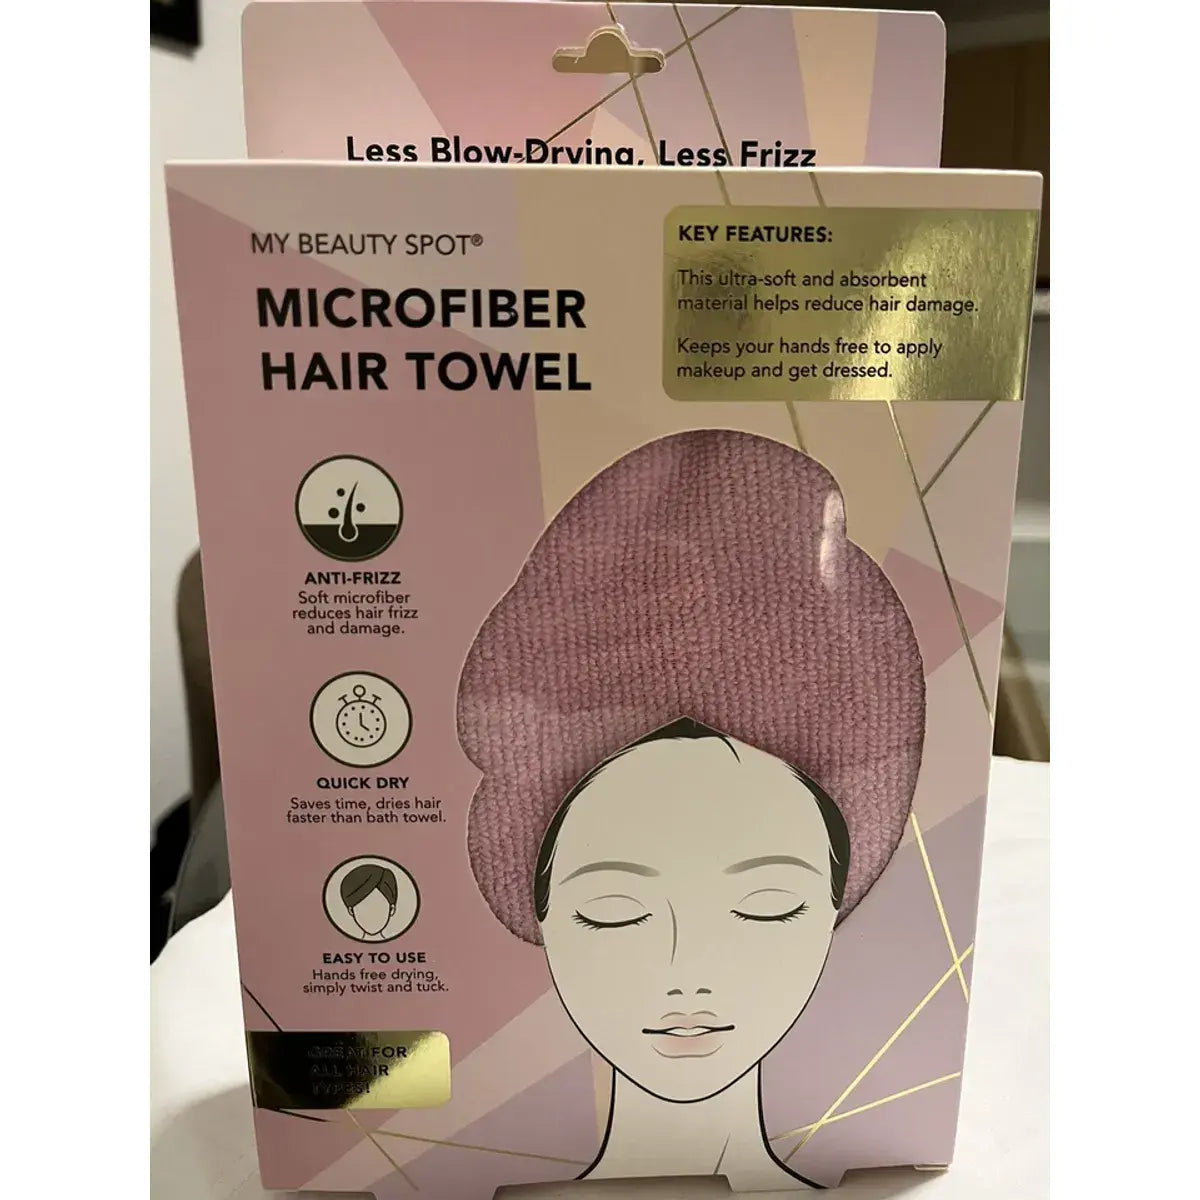 Less Blow-Drying, Less Frizz
MY BEAUTY SPOT®
MICROFIBER
HAIR TOWEL
KEY FEATURES:
This ultra-soft and absorbent
material helps reduce hair damage.
Keeps your hands free to apply
makeup and get dressed.
ANTI-FRIZZ
Soft microfiber
reduces hair frizz
and damage.
QUICK DRY
Saves time, dries hair
faster than bath towel.
EASY TO USE
Hands free drying,
simply twist and tuck.
GREAT FOR
ALL HAIR
TYPES!